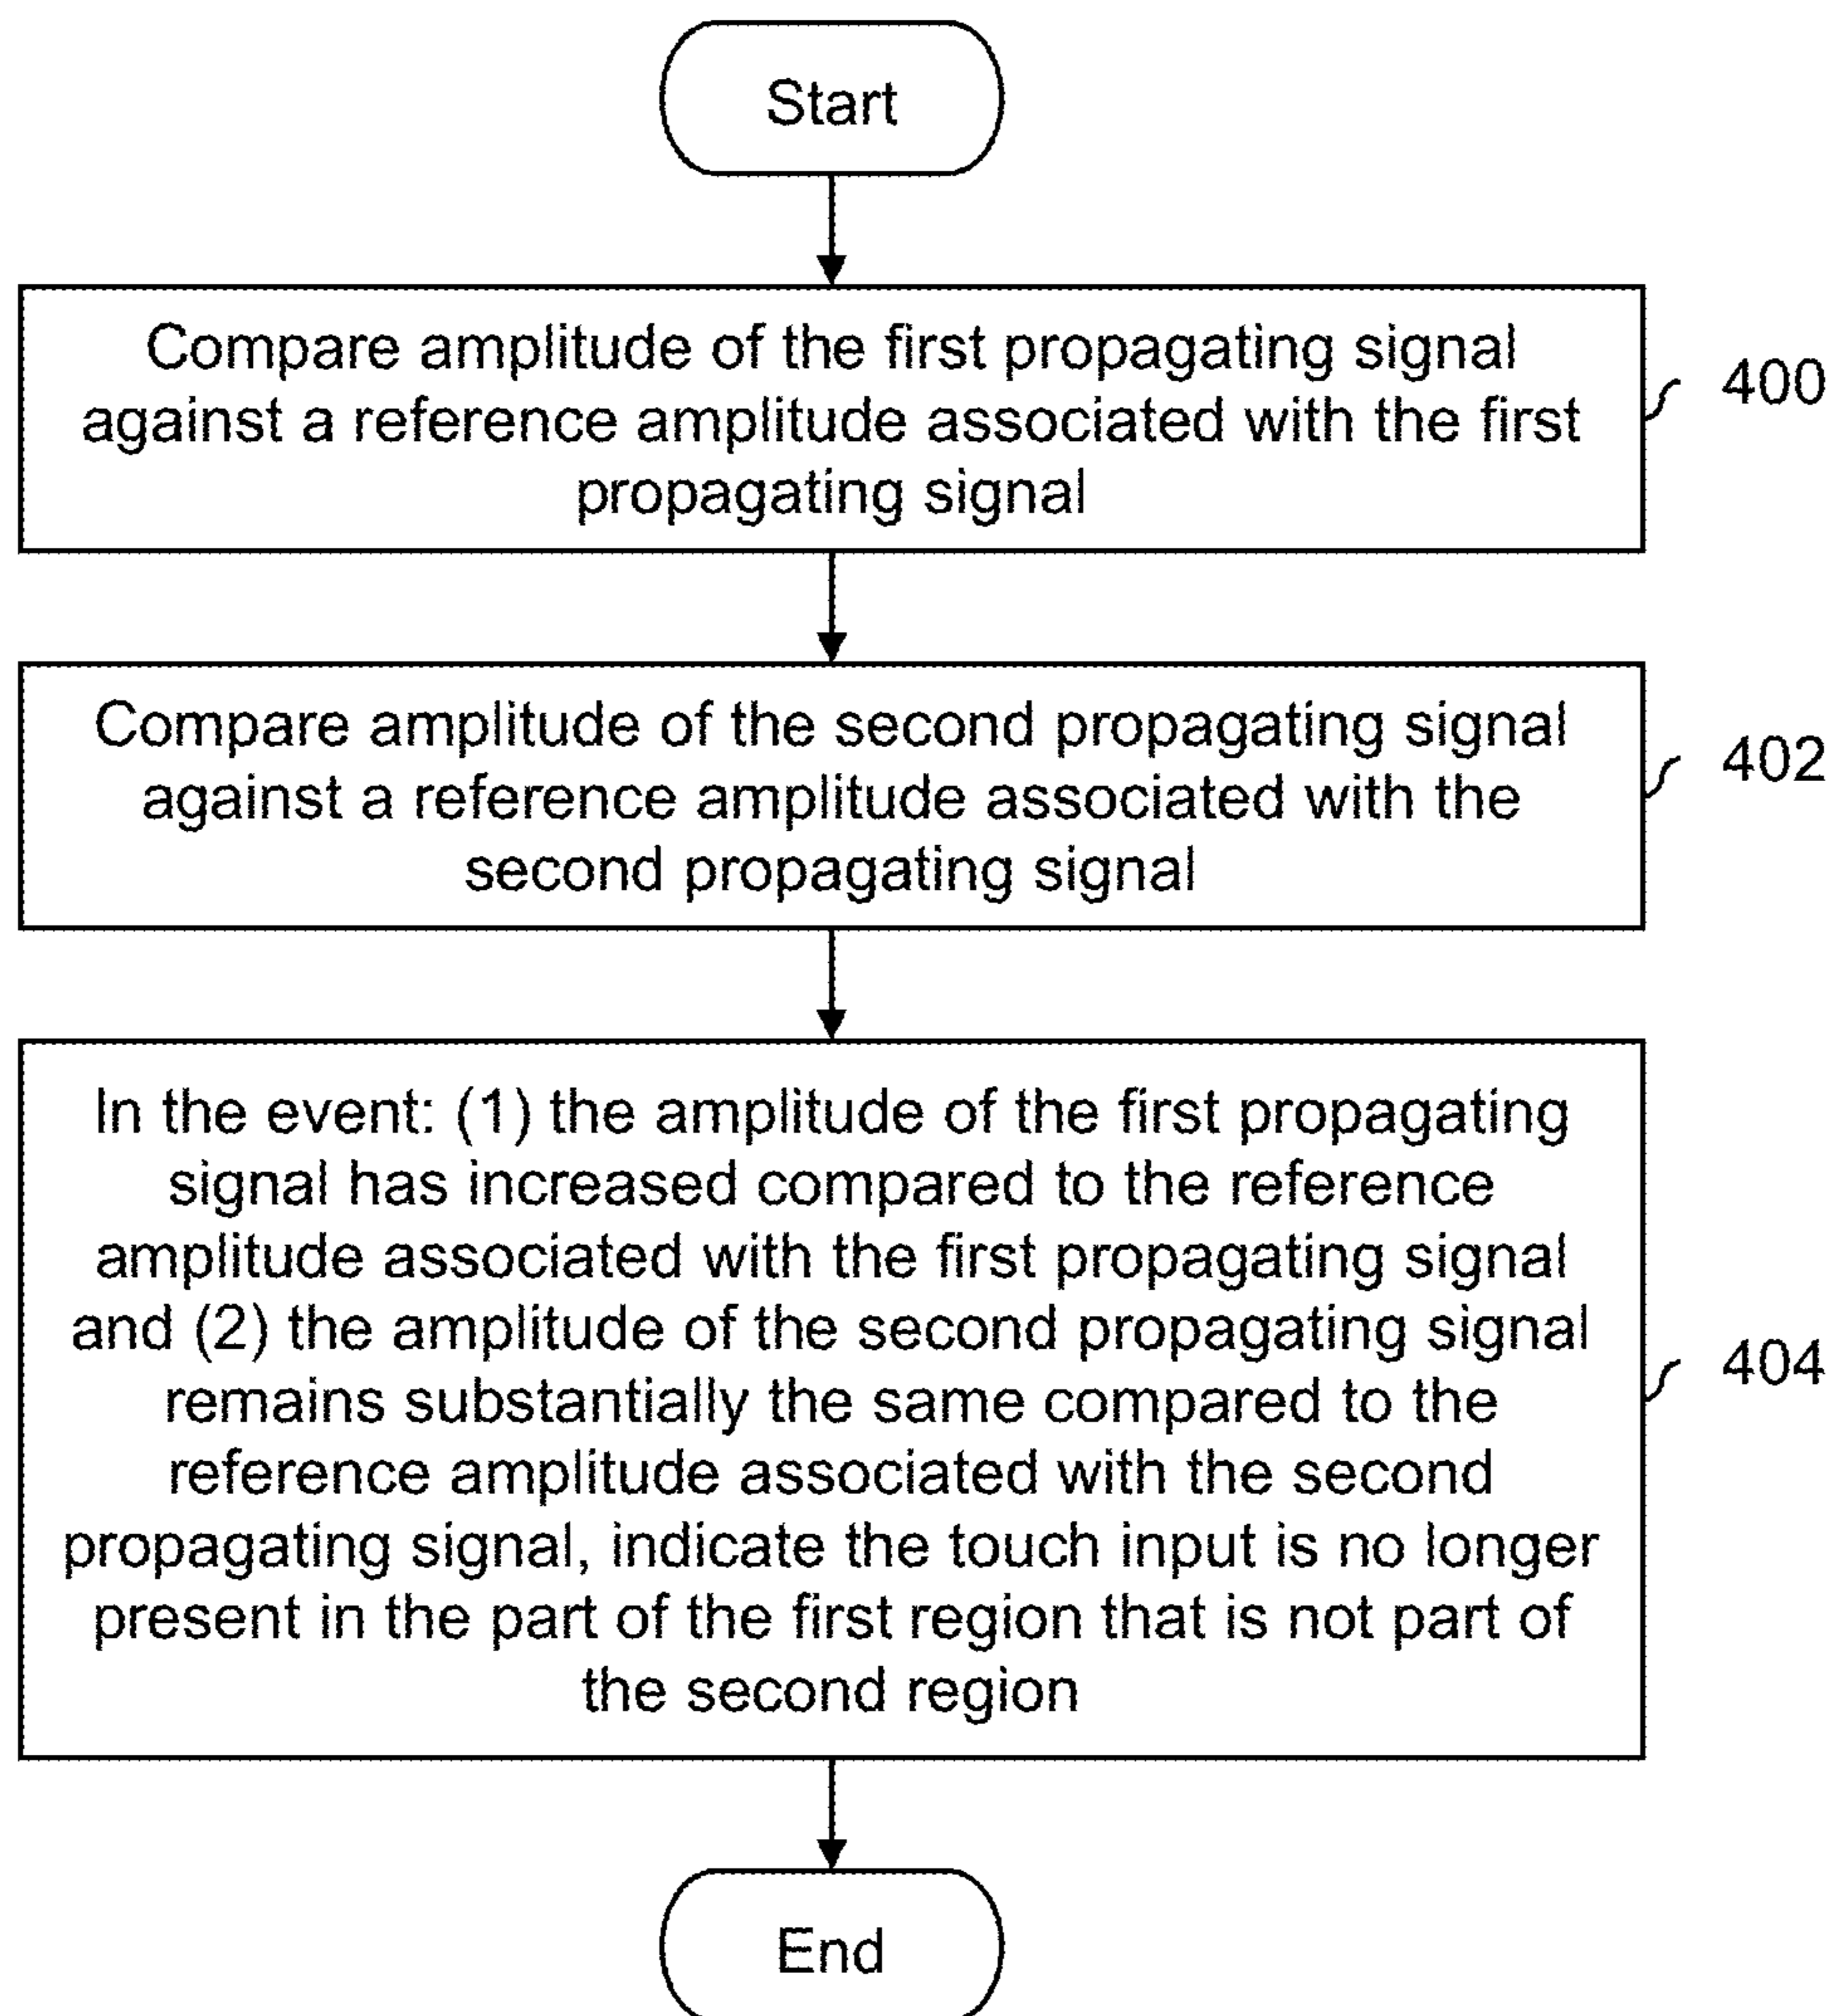 Start
Compare amplitude of the first propagating signal
against a reference amplitude associated with the first
propagating signal
400
Compare amplitude of the second propagating signal
against a reference amplitude associated with the
second propagating signal
402
In the event: (1) the amplitude of the first propagating
signal has increased compared to the reference
amplitude associated with the first propagating signal
and (2) the amplitude of the second propagating signal
remains substantially the same compared to the
reference amplitude associated with the second
propagating signal, indicate the touch input is no longer
present in the part of the first region that is not part of
the second region
404
End